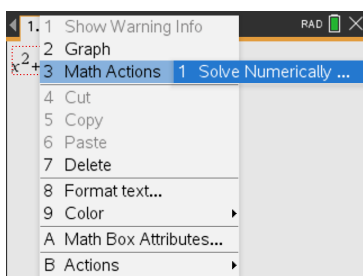 1.
RAD
x²+
1 Show Warning Info
2 Graph
3 Math Actions
1 Solve Numerically ...
4 Cut
5 Copy
6 Paste
7 Delete
8 Format text...
9 Color
A Math Box Attributes...
B Actions